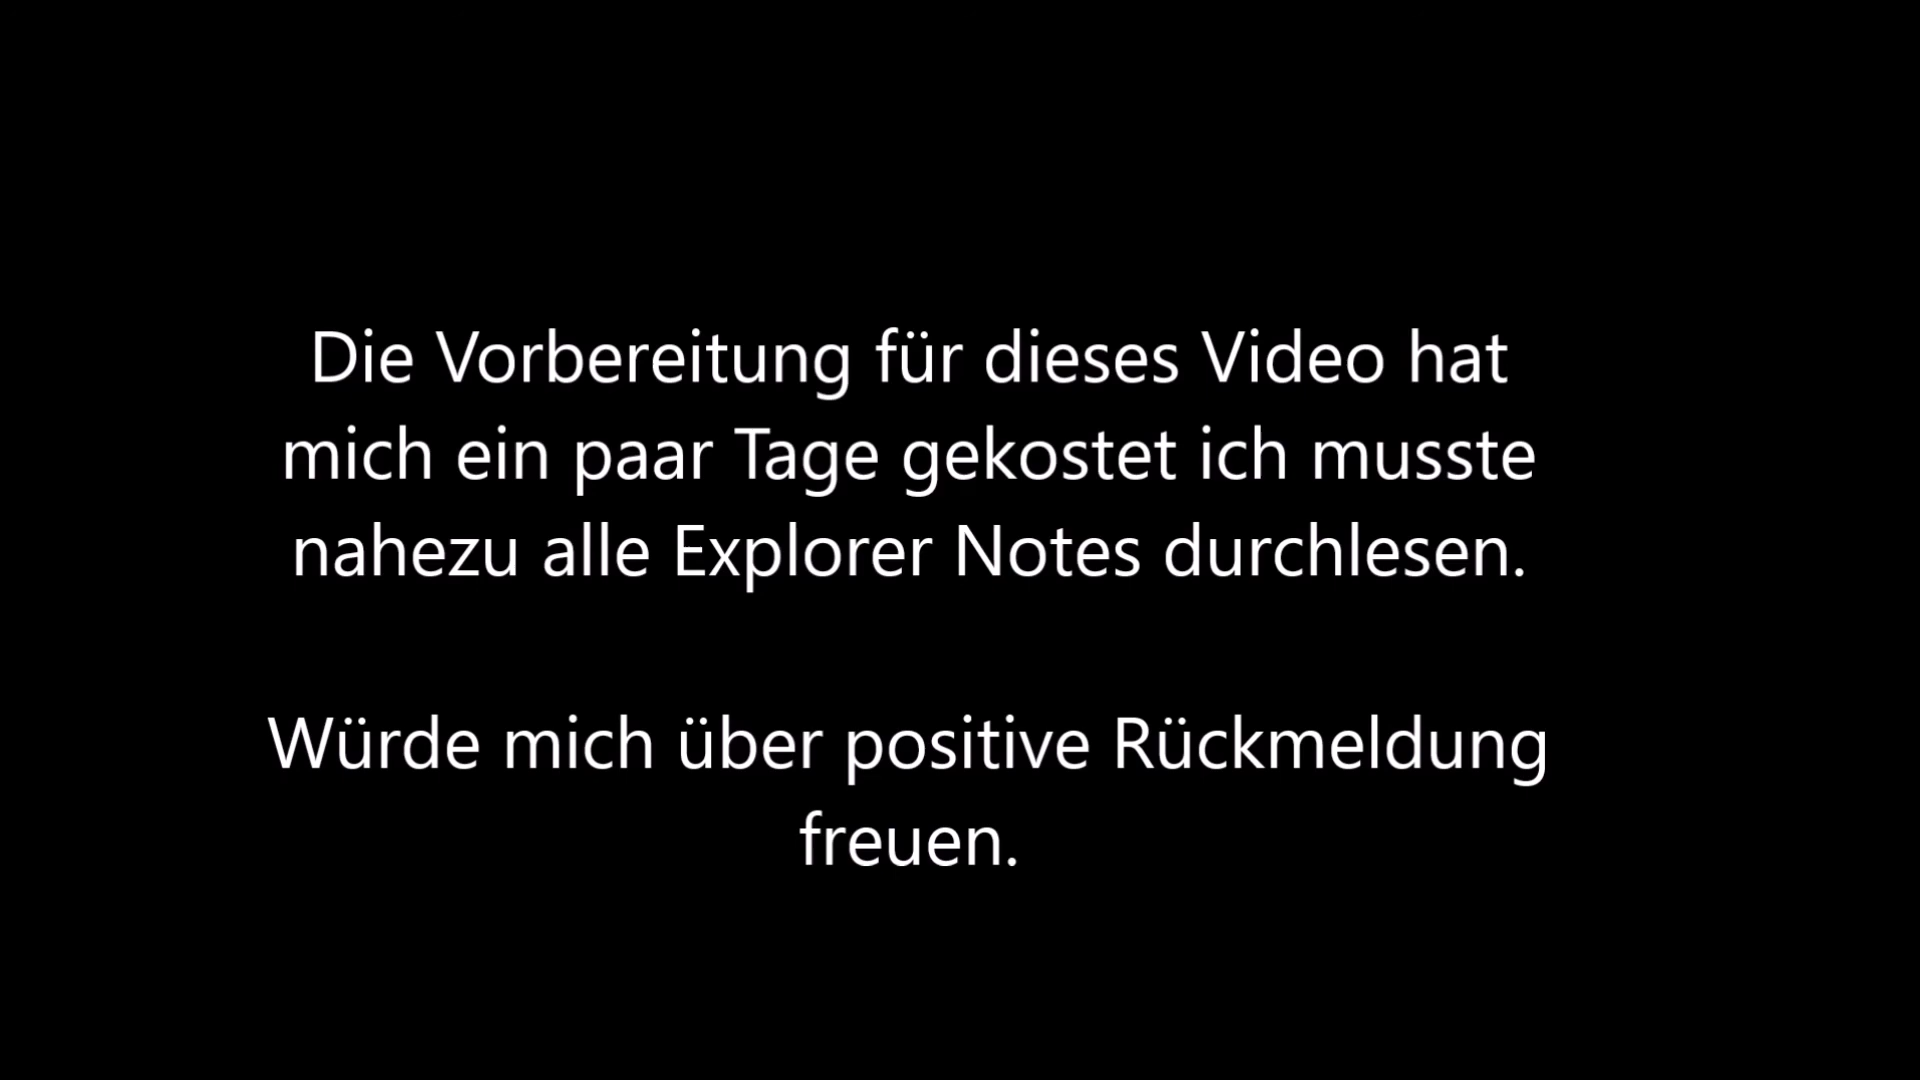 Die Vorbereitung für dieses Video hat
mich ein paar Tage gekostet ich musste
nahezu alle Explorer Notes durchlesen.
Würde mich über positive Rückmeldung
freuen.